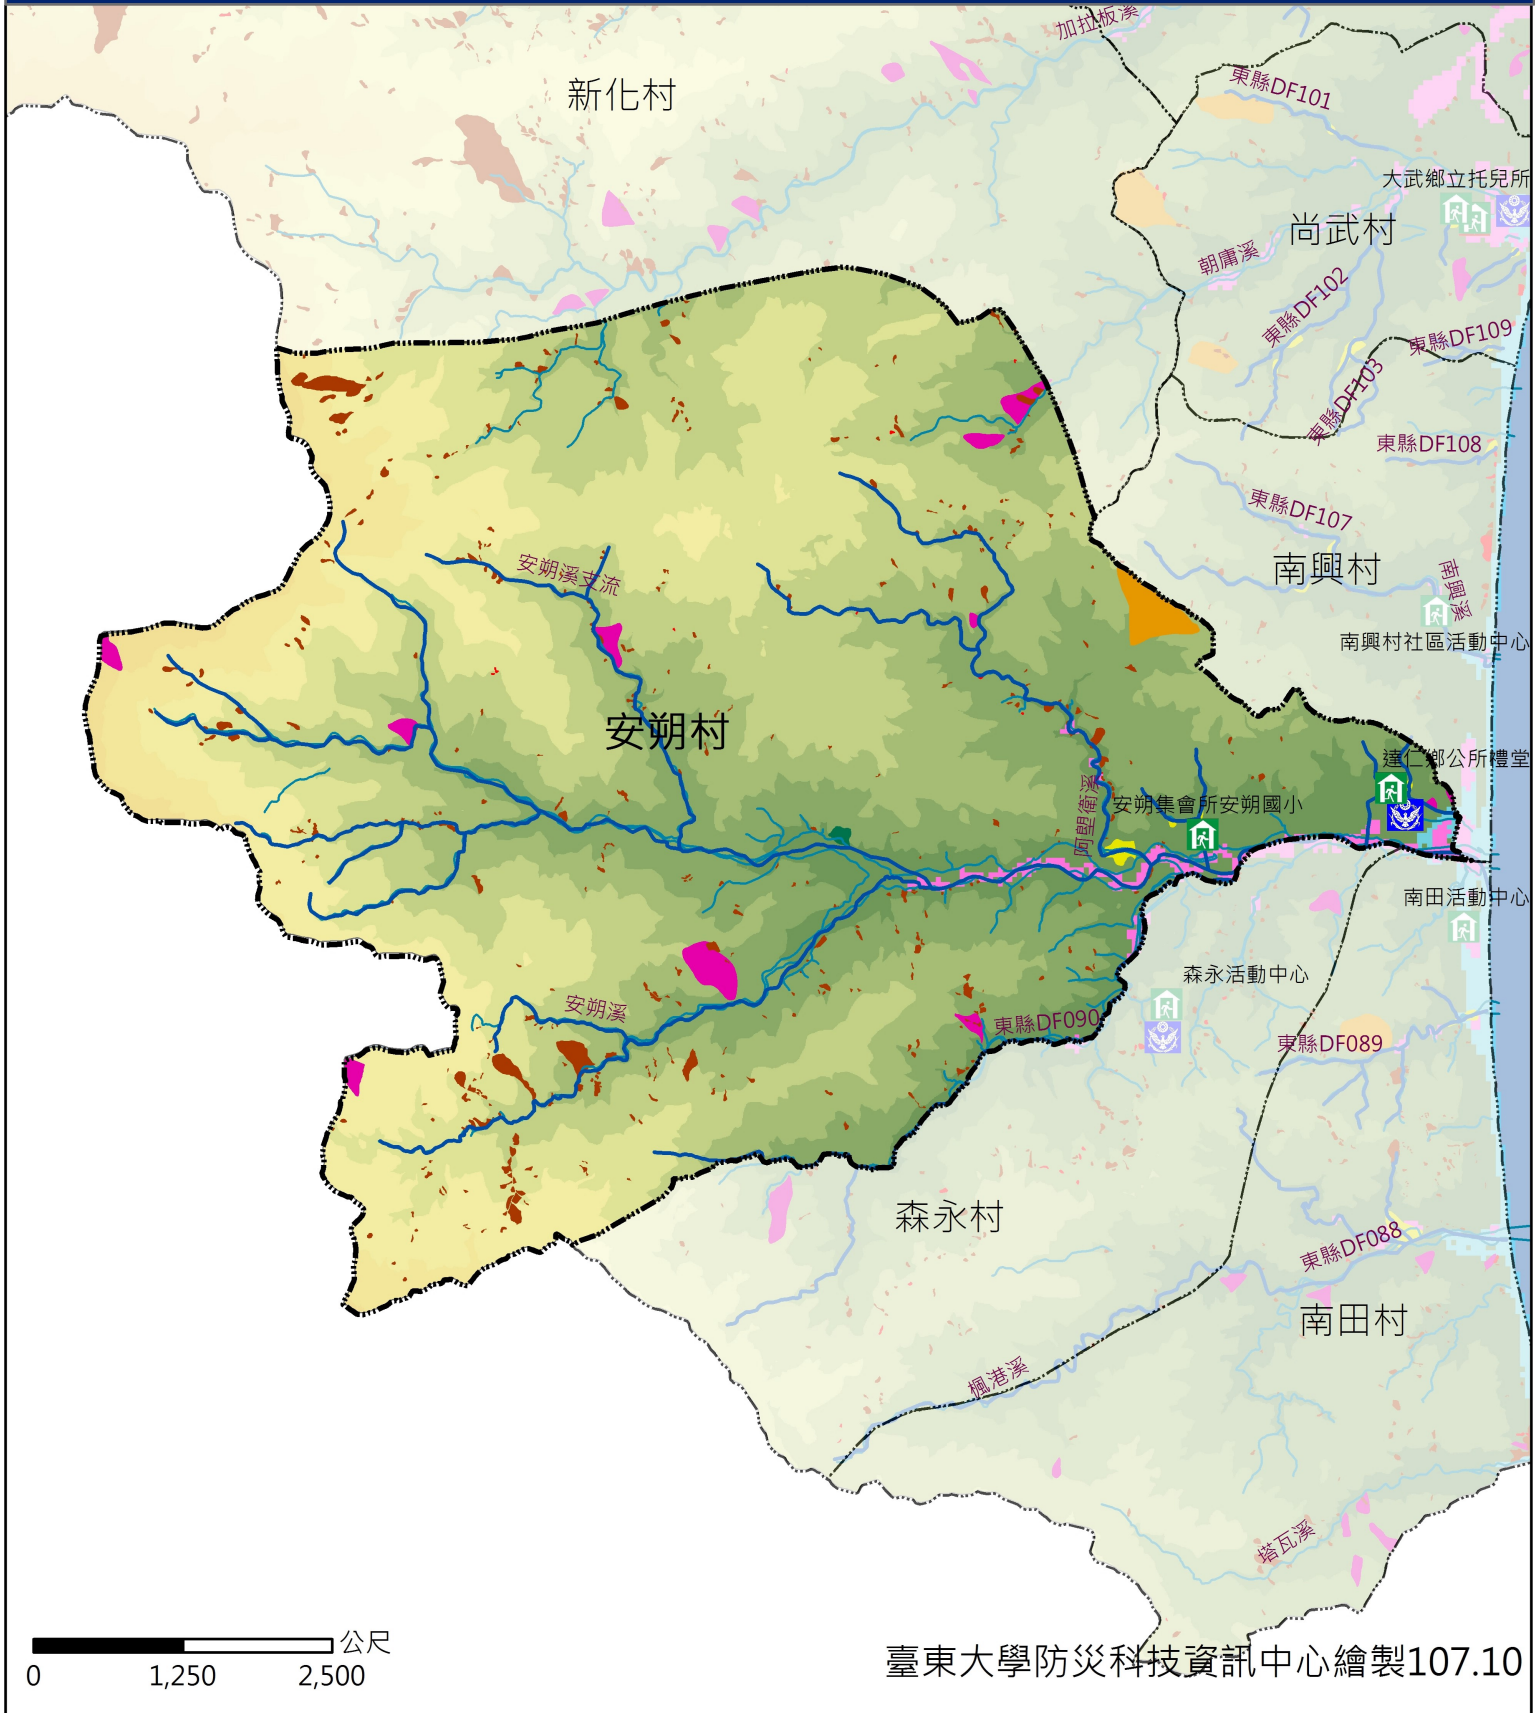 加拉板溪
東縣DF101
新化村
大武鄉立托兒所
尚武村
朝庸溪
東縣DF102
東縣DF109
東縣DF103
東縣DF108
東縣DF107
南興村
南興溪
安朔溪支流
南興村社區活動中心
安朔村
達仁鄉公所禮堂
阿塱衛溪
安朔集會所安朔國小
南田活動中心
森永活動中心
安朔溪
東縣DF090
東縣DF089
森永村
東縣DF088
南田村
楓港溪
塔瓦溪
公尺
0 1,250 2,500
臺東大學防災科技資訊中心繪製107.10